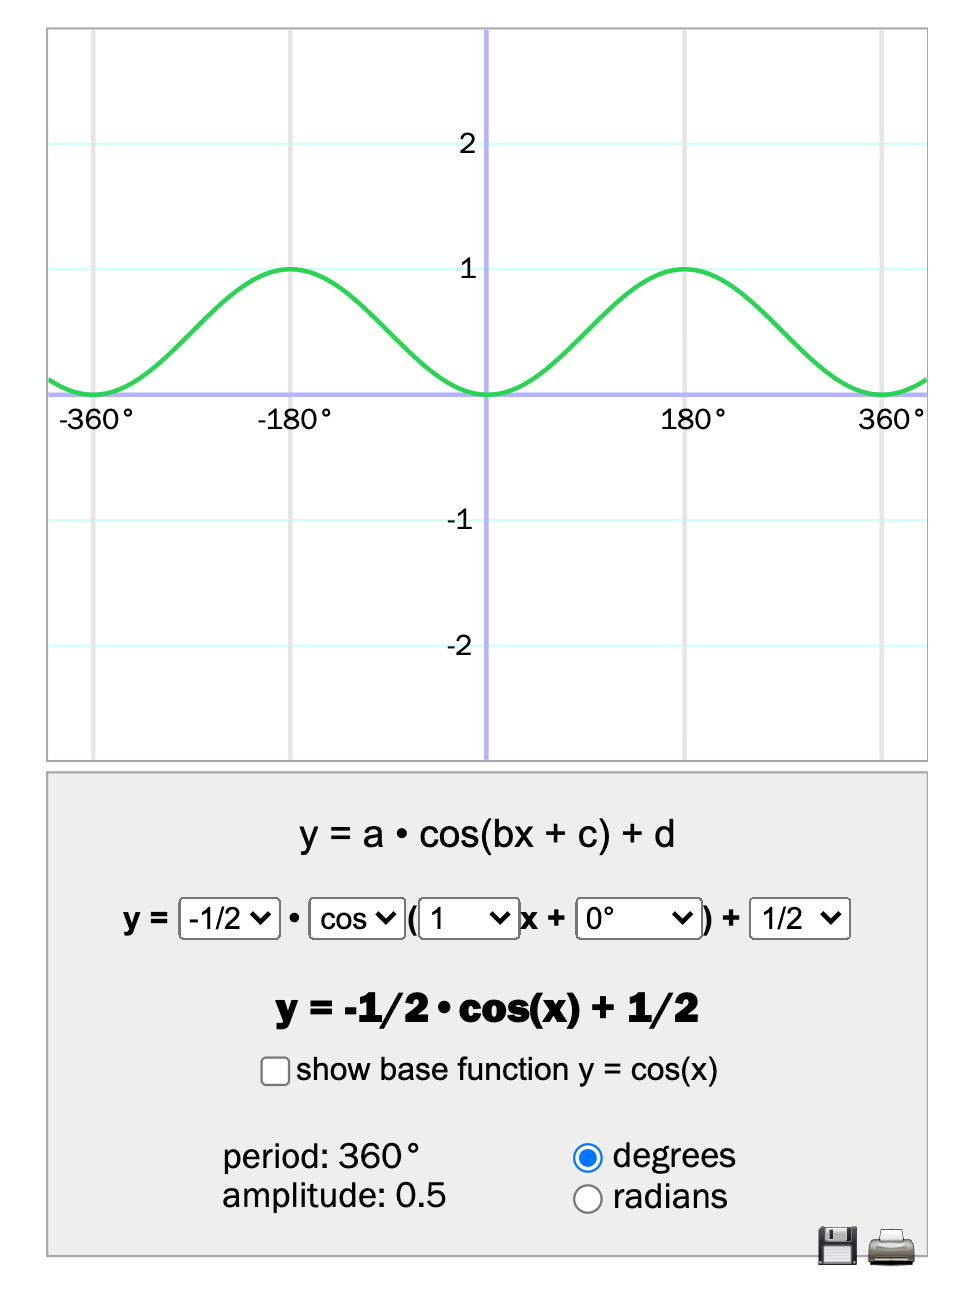 2
1
-360° -180° 180° 360°
-1
-2
y = a • cos(bx + c) + d
y = -1/2 • cos (1 x + 0°) + 1/2
y = -1/2 • cos(x) + 1/2
show base function y = cos(x)
period: 360° degrees
amplitude: 0.5 radians